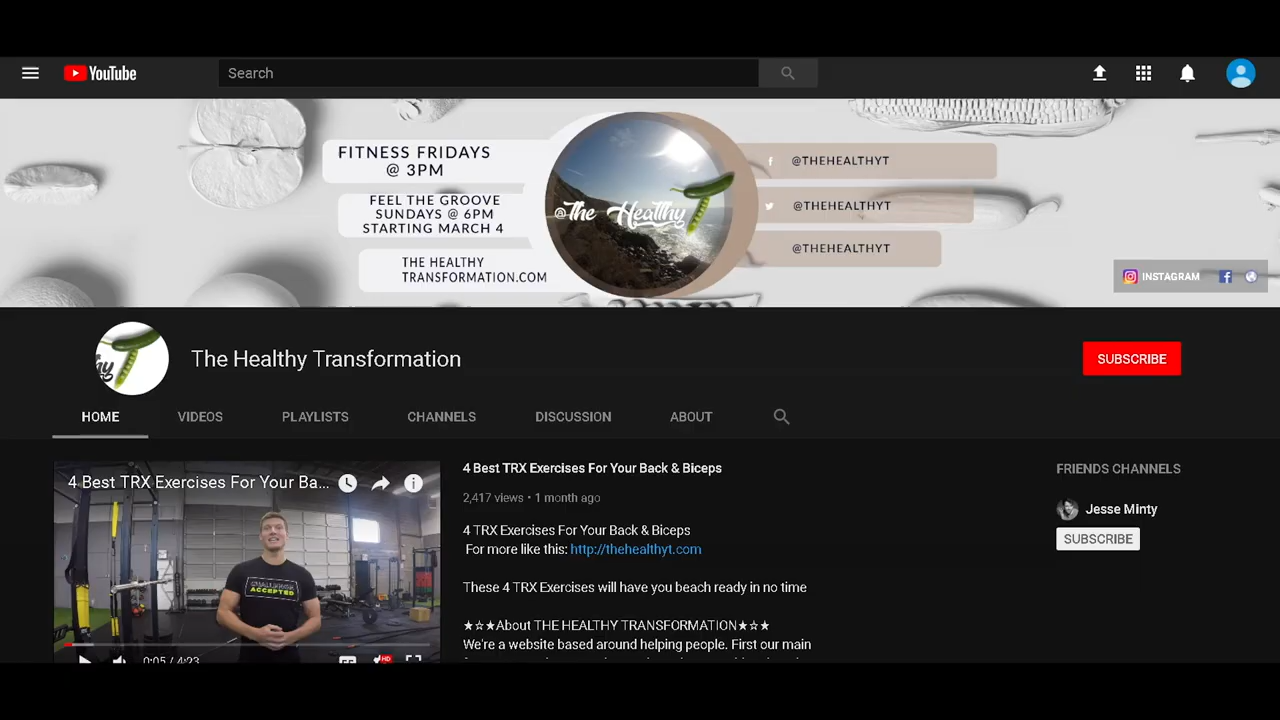 YouTube
Search
FITNESS FRIDAYS
@ 3PM
FEEL THE GROOVE
SUNDAYS @ 6PM
STARTING MARCH 4
THE HEALTHY
TRANSFORMATION.COM
@The Healthy T
@THEHEALTHYT
@THEHEALTHYT
@THEHEALTHYT
INSTAGRAM
The Healthy Transformation
SUBSCRIBE
HOME VIDEOS PLAYLISTS CHANNELS DISCUSSION ABOUT
4 Best TRX Exercises For Your Ba...
CHALLENGE
ACCEPTED
0:05 / 4:23
HD
4 Best TRX Exercises For Your Back & Biceps
2,417 views • 1 month ago
4 TRX Exercises For Your Back & Biceps
For more like this: http://thehealthyt.com
These 4 TRX Exercises will have you beach ready in no time
★☆★About THE HEALTHY TRANSFORMATION★☆★
We're a website based around helping people. First our main
FRIENDS CHANNELS
Jesse Minty
SUBSCRIBE